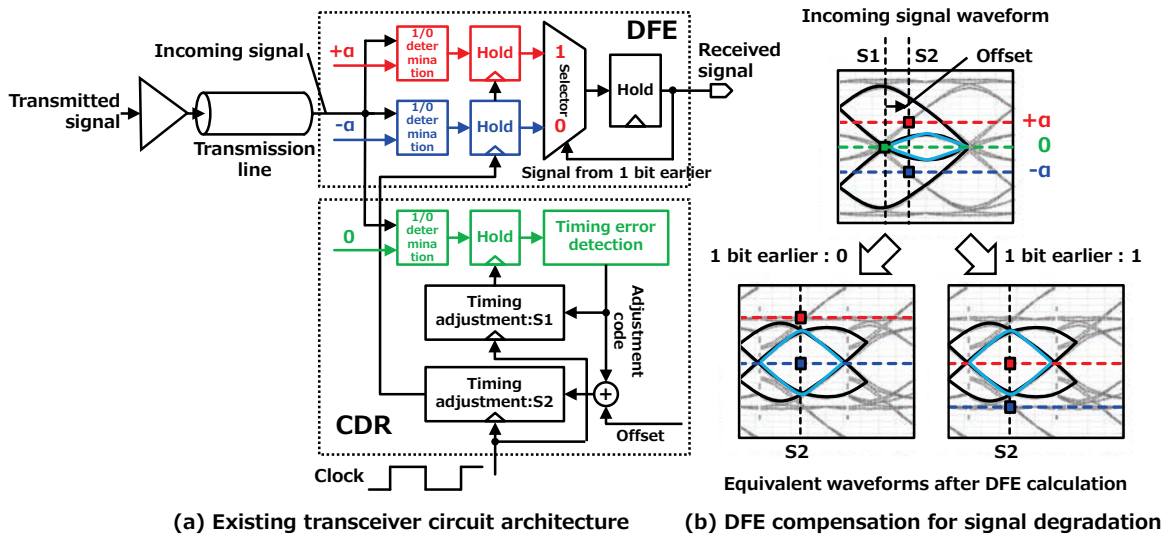 Transmitted
signal
Incoming signal
Transmission
line
DFE
+α
1/0
deter
mina
tion
Hold
1
Selector
0
Hold
Received
signal
-α
1/0
deter
mina
tion
Hold
Signal from 1 bit earlier
0
1/0
deter
mina
tion
Hold
Timing error
detection
Timing
adjustment:S1
Adjustment
code
Timing
adjustment:S2
+
Offset
CDR
Clock
(a) Existing transceiver circuit architecture
Incoming signal waveform
S1
S2
Offset
+α
0
-α
1 bit earlier : 0
1 bit earlier : 1
S2
S2
Equivalent waveforms after DFE calculation
(b) DFE compensation for signal degradation